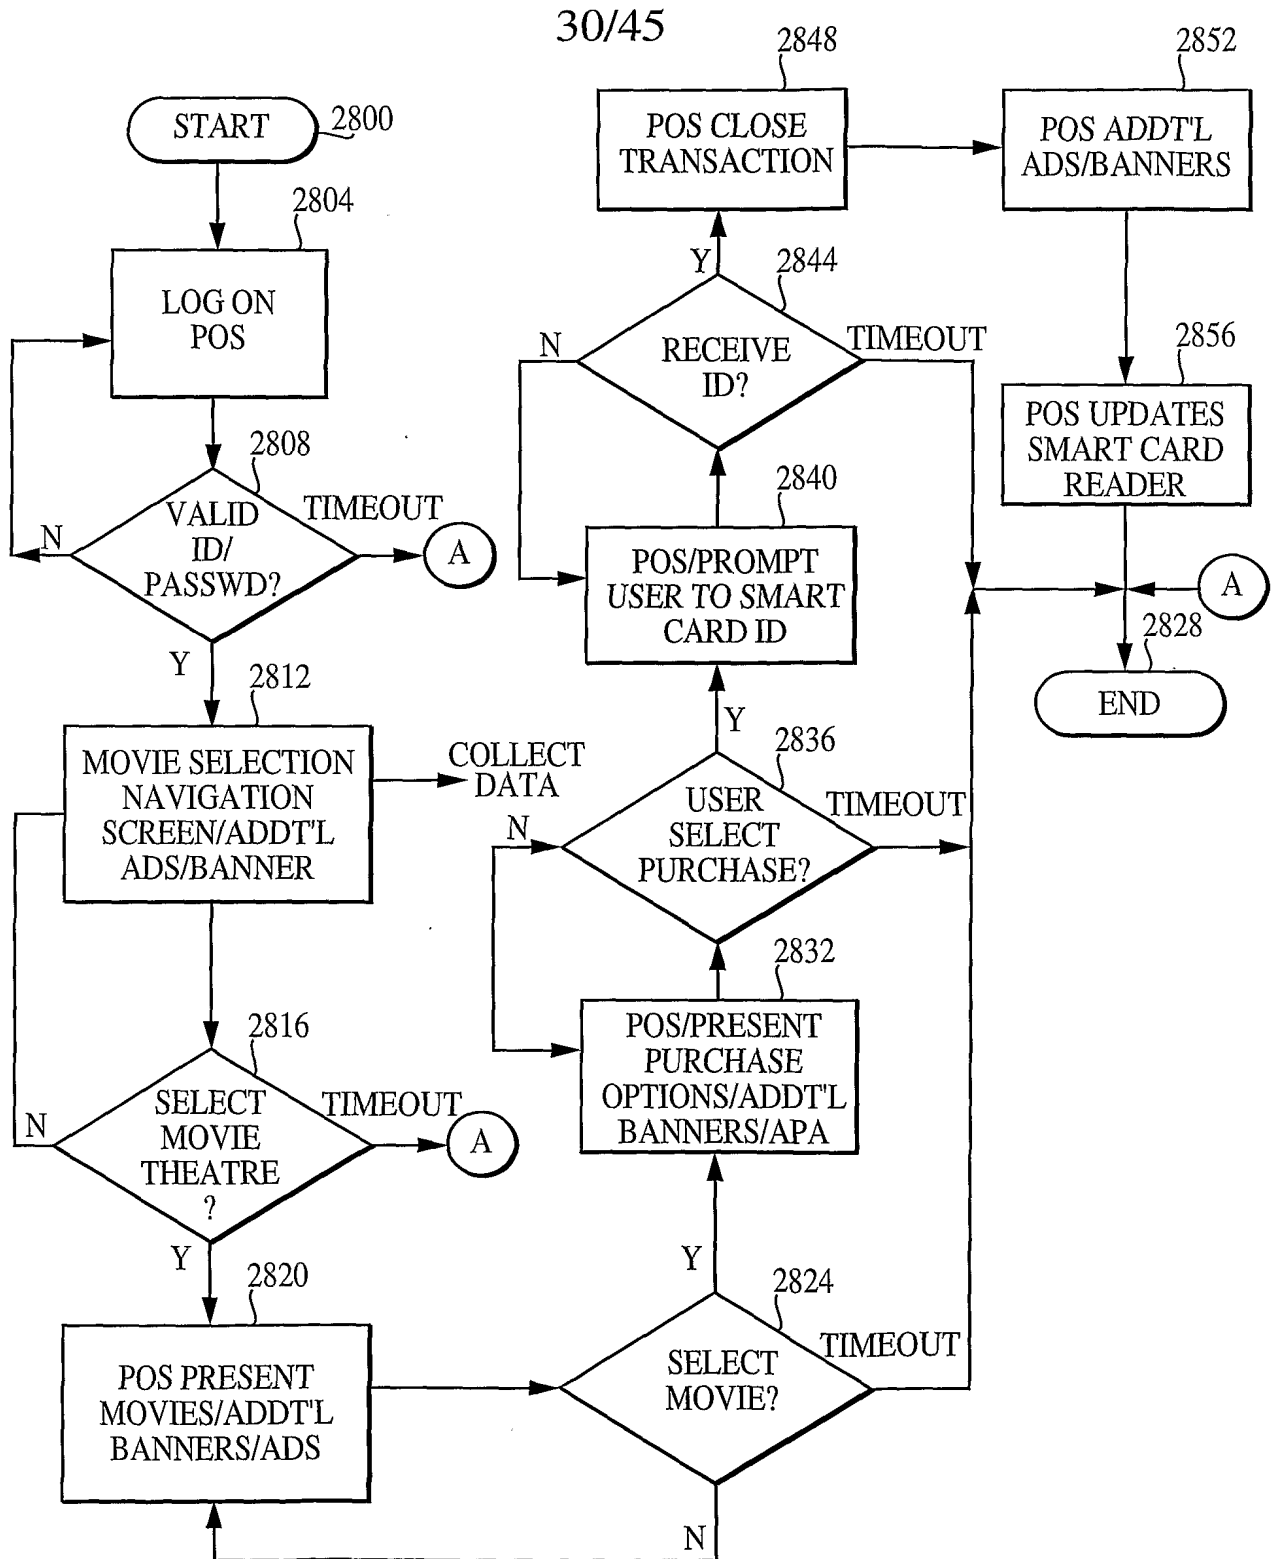 30/45
START
2800
2804
LOG ON
POS
2808
VALID
ID/
PASSWD?
TIMEOUT
N
A
Y
2812
MOVIE SELECTION
NAVIGATION
SCREEN/ADDT'L
ADS/BANNER
COLLECT
DATA
2816
SELECT
MOVIE
THEATRE
?
TIMEOUT
N
A
Y
2820
POS PRESENT
MOVIES/ADDT'L
BANNERS/ADS
2824
SELECT
MOVIE?
TIMEOUT
N
Y
2832
POS/PRESENT
PURCHASE
OPTIONS/ADDT'L
BANNERS/APA
2836
USER
SELECT
PURCHASE?
TIMEOUT
N
Y
2840
POS/PROMPT
USER TO SMART
CARD ID
2844
RECEIVE
ID?
TIMEOUT
N
Y
2848
POS CLOSE
TRANSACTION
2852
POS ADDT'L
ADS/BANNERS
2856
POS UPDATES
SMART CARD
READER
A
2828
END